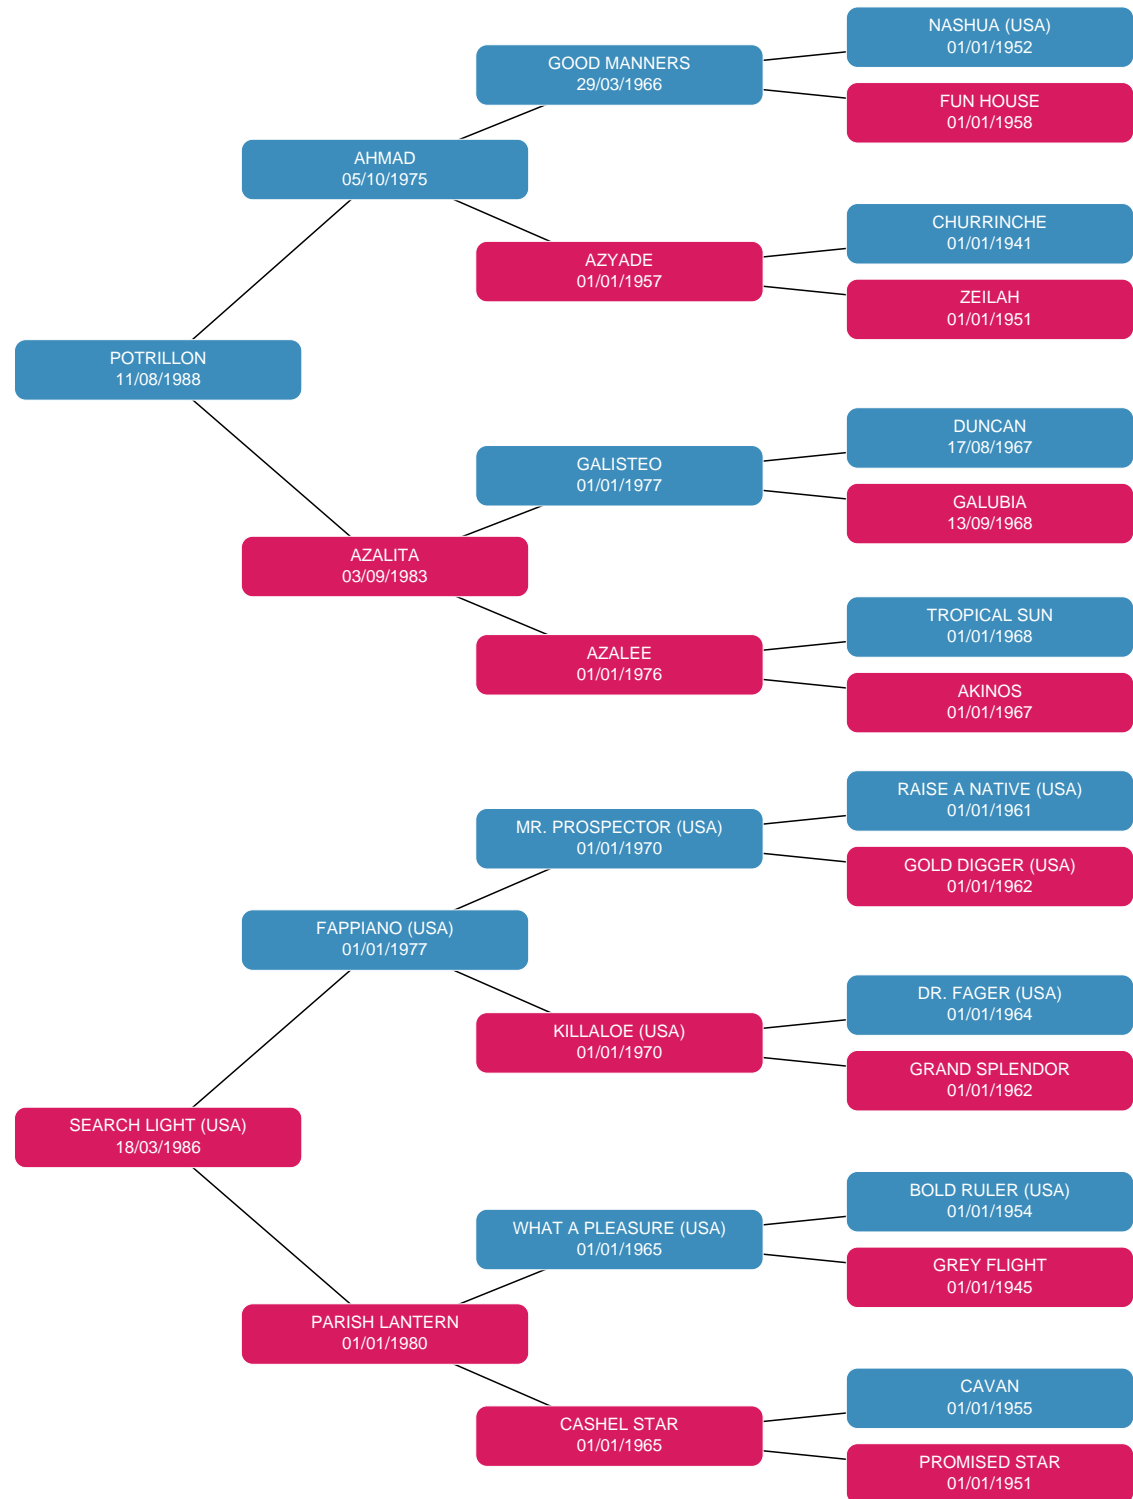 NASHUA (USA)
01/01/1952
GOOD MANNERS
29/03/1966
FUN HOUSE
01/01/1958
AHMAD
05/10/1975
CHURRINCHE
01/01/1941
AZYADE
01/01/1957
ZEILAH
01/01/1951
POTRILLON
11/08/1988
DUNCAN
17/08/1967
GALISTEO
01/01/1977
GALUBIA
13/09/1968
AZALITA
03/09/1983
TROPICAL SUN
01/01/1968
AZALEE
01/01/1976
AKINOS
01/01/1967
RAISE A NATIVE (USA)
01/01/1961
MR. PROSPECTOR (USA)
01/01/1970
GOLD DIGGER (USA)
01/01/1962
FAPPIANO (USA)
01/01/1977
DR. FAGER (USA)
01/01/1964
KILLALOE (USA)
01/01/1970
GRAND SPLENDOR
01/01/1962
SEARCH LIGHT (USA)
18/03/1986
BOLD RULER (USA)
01/01/1954
WHAT A PLEASURE (USA)
01/01/1965
GREY FLIGHT
01/01/1945
PARISH LANTERN
01/01/1980
CAVAN
01/01/1955
CASHEL STAR
01/01/1965
PROMISED STAR
01/01/1951